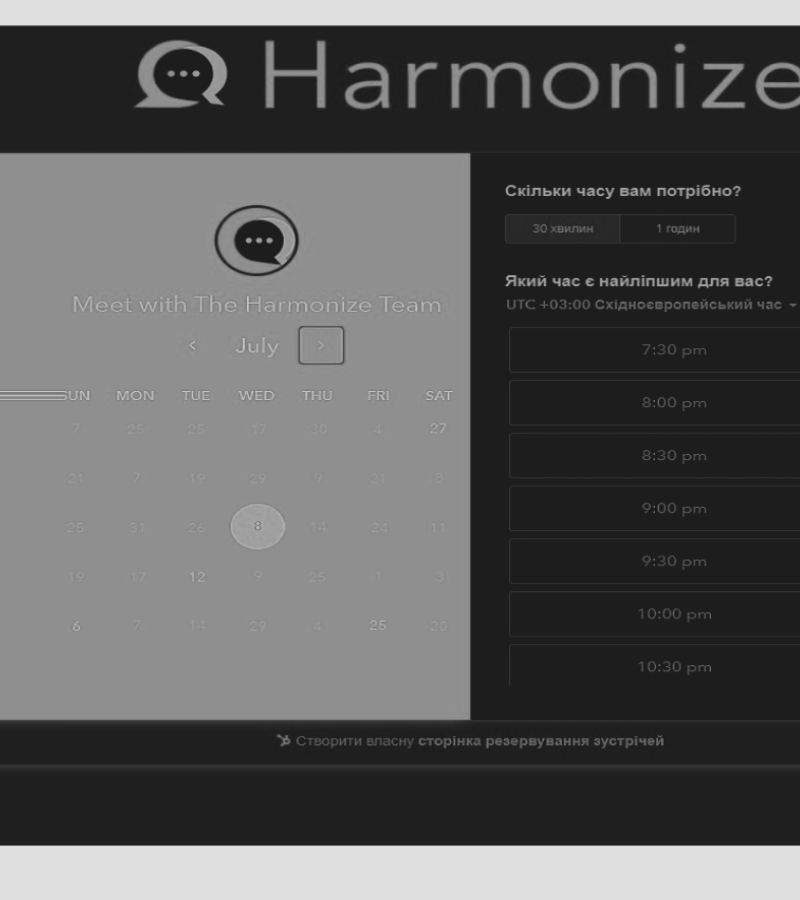 Harmonize
Meet with The Harmonize Team
July
SUN MON TUE WED THU FRI SAT
7 25 25 17 30 4 27
21 7 19 29 9 21 8
25 31 26 8 14 24 11
19 17 12 9 25 1 3
6 7 14 29 4 25 20
Скільки часу вам потрібно?
30 хвилин 1 годин
Який час є найліпшим для вас?
UTC +03:00 Східноєвропейський час
7:30 pm
8:00 pm
8:30 pm
9:00 pm
9:30 pm
10:00 pm
10:30 pm
Створити власну сторінка резервування зустрічей